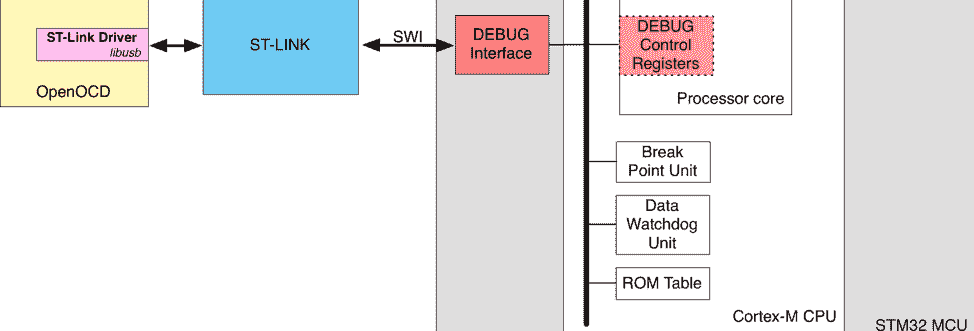 ST-Link Driver
libusb
OpenOCD
ST-LINK
SWI
DEBUG
Interface
DEBUG
Control
Registers
Processor core
Break
Point Unit
Data
Watchdog
Unit
ROM Table
Cortex-M CPU
STM32 MCU